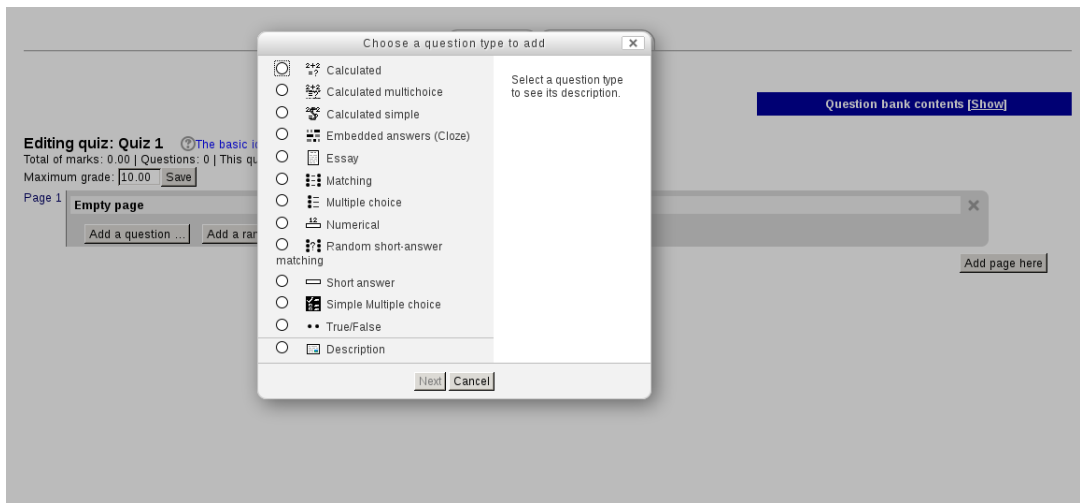 Choose a question type to add
Calculated
Calculated multichoice
Calculated simple
Embedded answers (Cloze)
Essay
Matching
Multiple choice
Numerical
Random short-answer
matching
Short answer
Simple Multiple choice
True/False
Description
Select a question type
to see its description.
Next Cancel
Question bank contents [Show]
Editing quiz: Quiz 1 The basic
Total of marks: 0.00 | Questions: 0 | This
Maximum grade: 10.00 Save
Page 1 Empty page
Add a question ... Add a
Add page here